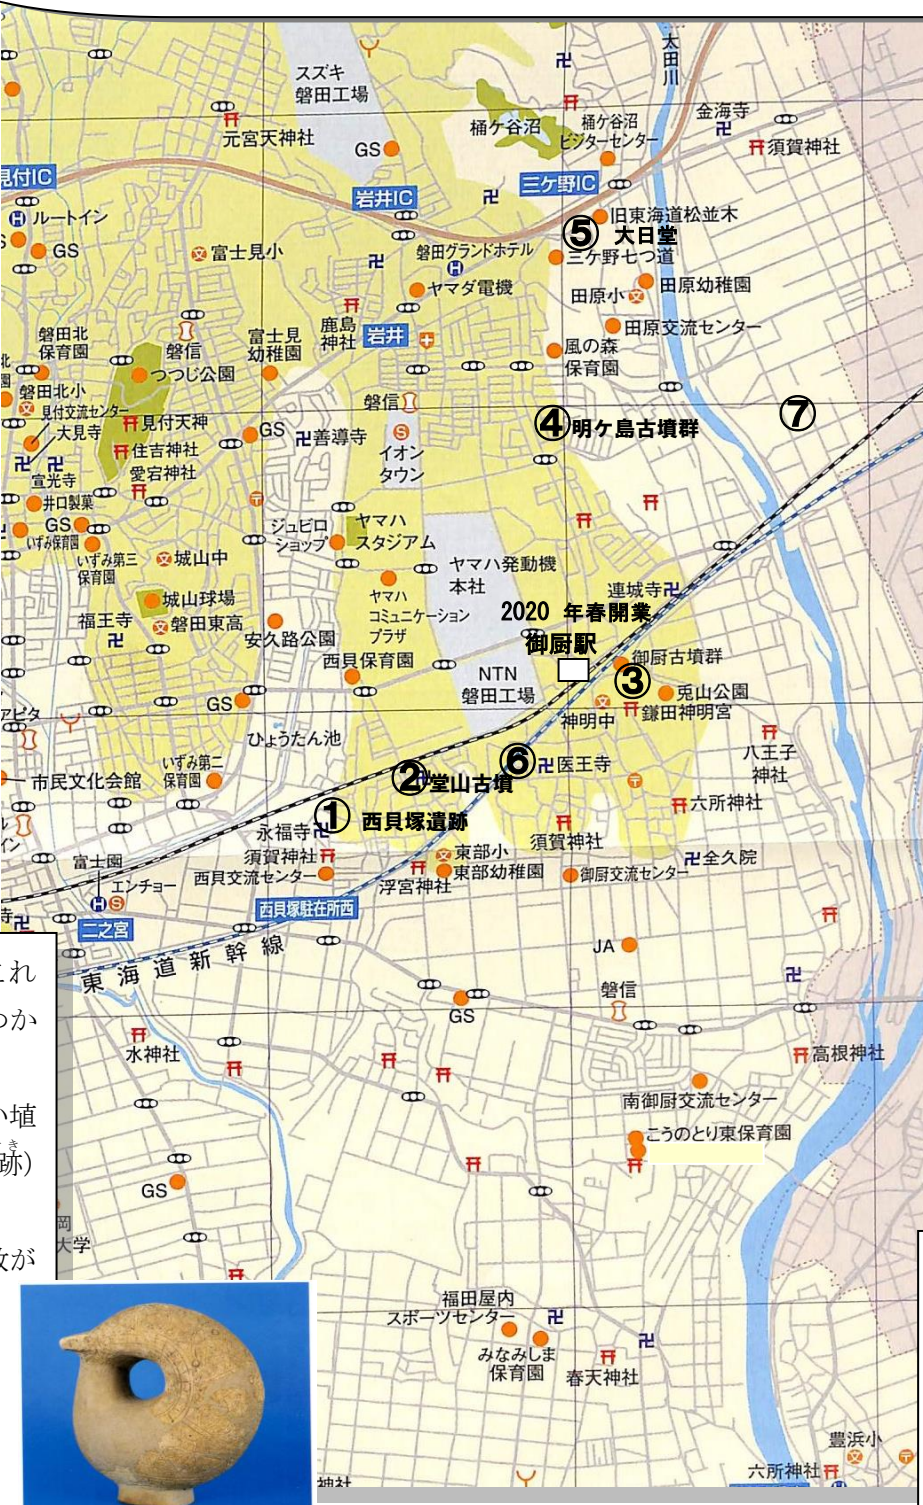 太田川
スズキ
磐田工場
元宮天神社
GS
桶ケ谷沼
桶ケ谷沼
ビジターセンター
金海寺
須賀神社
見付IC
岩井IC
三ケ野IC
ルートイン
GS
富士見小
磐田グランドホテル
ヤマダ電機
旧東海道松並木
⑤ 大日堂
三ケ野七つ道
田原幼稚園
田原小
田原交流センター
風の森
保育園
磐田北
保育園
磐信
つつじ公園
富士見
幼稚園
鹿島
神社
岩井
磐田北小
見付交流センター
大見寺
見付天神
住吉神社
愛宕神社
GS
善導寺
磐信
イオン
タウン
④ 明ケ島古墳群
⑦
宣光寺
井口製菓
GS
いずみ保育園
いずみ第三
保育園
城山中
ジュビロ
ショップ
ヤマハ
スタジアム
ヤマハ発動機
本社
ヤマハ
コミュニケーション
プラザ
連城寺
2020 年春開業
御厨駅
城山球場
福王寺
磐田東高
安久路公園
西貝保育園
NTN
磐田工場
御厨古墳群
③
兎山公園
鎌田神明宮
神明中
アピタ
GS
ひょうたん池
八王子
神社
市民文化会館
いずみ第二
保育園
② 堂山古墳
⑥ 医王寺
六所神社
① 西貝塚遺跡
永福寺
須賀神社
西貝交流センター
東部小
東部幼稚園
浮宮神社
須賀神社
御厨交流センター
全久院
富士園
エンチョー
二之宮
西貝塚駐在所西
東海道新幹線
JA
磐信
GS
水神社
高根神社
南御厨交流センター
こうのとり東保育園
GS
大学
福田屋内
スポーツセンター
みなみしま
保育園
春天神社
豊浜小
六所神社
神社